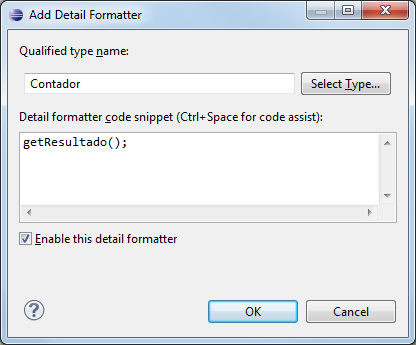 Add Detail Formatter
Qualified type name:
Contador
Select Type...
Detail formatter code snippet (Ctrl+Space for code assist):
getResultado();
Enable this detail formatter
?
OK
Cancel